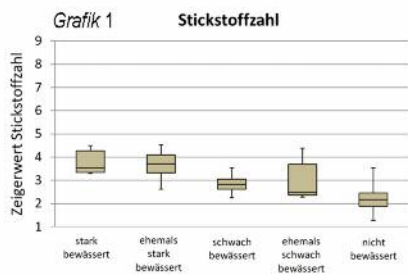 Grafik 1
Stickstoffzahl
Zeigerwert Stickstoffzahl
9
8
7
6
5
4
3
2
1
stark
bewässert
ehemals
stark
bewässert
schwach
bewässert
ehemals
schwach
bewässert
nicht
bewässert